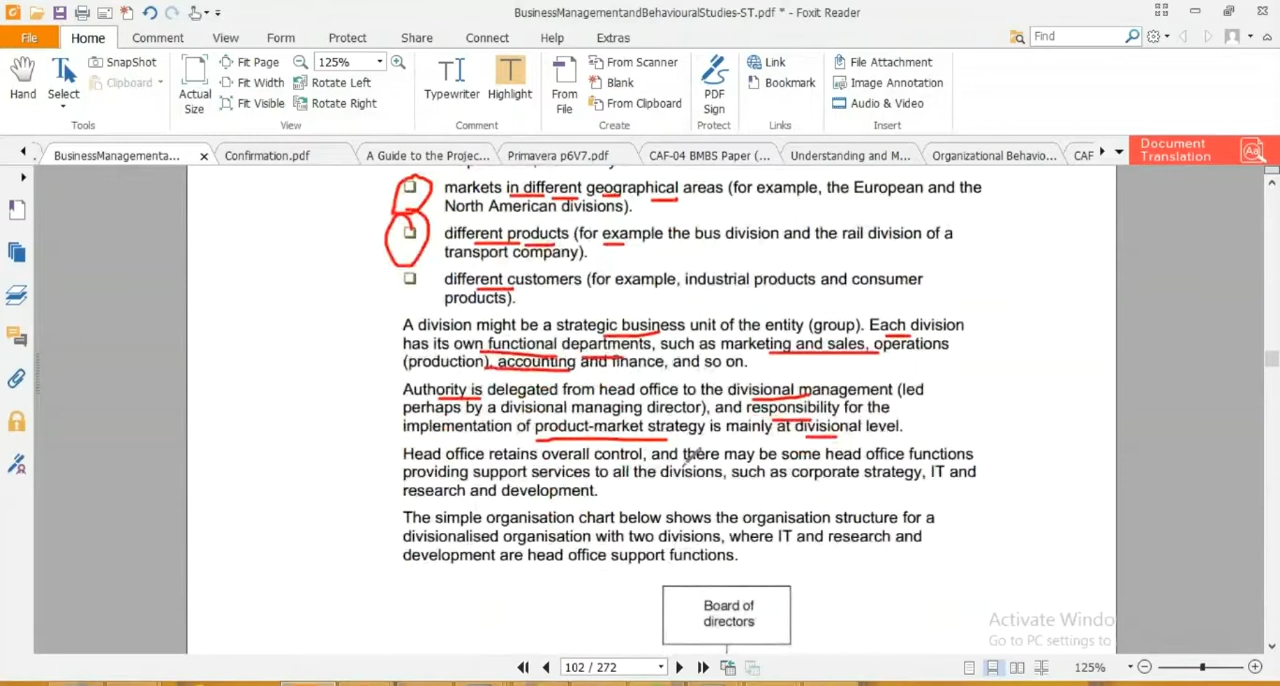 BusinessManagementandBehaviouralStudies-ST.pdf * - Foxit Reader
File Home Comment View Form Protect Share Connect Help Extras Find
SnapShot Fit Page 125% From Scanner Link File Attachment
Clipboard Fit Width Rotate Left Blank Bookmark Image Annotation
Hand Select Actual Size Fit Visible Rotate Right Typewriter Highlight From File From Clipboard PDF Sign Audio & Video
Tools View Comment Create Protect Links Insert
BusinessManagementa... x Confirmation.pdf A Guide to the Projec... Primavera p6V7.pdf CAF-04 BMBS Paper (... Understanding and M... Organizational Behavio... CAF Document Translation
markets in different geographical areas (for example, the European and the
North American divisions).
different products (for example the bus division and the rail division of a
transport company).
different customers (for example, industrial products and consumer
products).
A division might be a strategic business unit of the entity (group). Each division
has its own functional departments, such as marketing and sales, operations
(production), accounting and finance, and so on.
Authority is delegated from head office to the divisional management (led
perhaps by a divisional managing director), and responsibility for the
implementation of product-market strategy is mainly at divisional level.
Head office retains overall control, and there may be some head office functions
providing support services to all the divisions, such as corporate strategy, IT and
research and development.
The simple organisation chart below shows the organisation structure for a
divisionalised organisation with two divisions, where IT and research and
development are head office support functions.
Board of
directors
Activate Windo
Go to PC settings to
102 / 272 125%